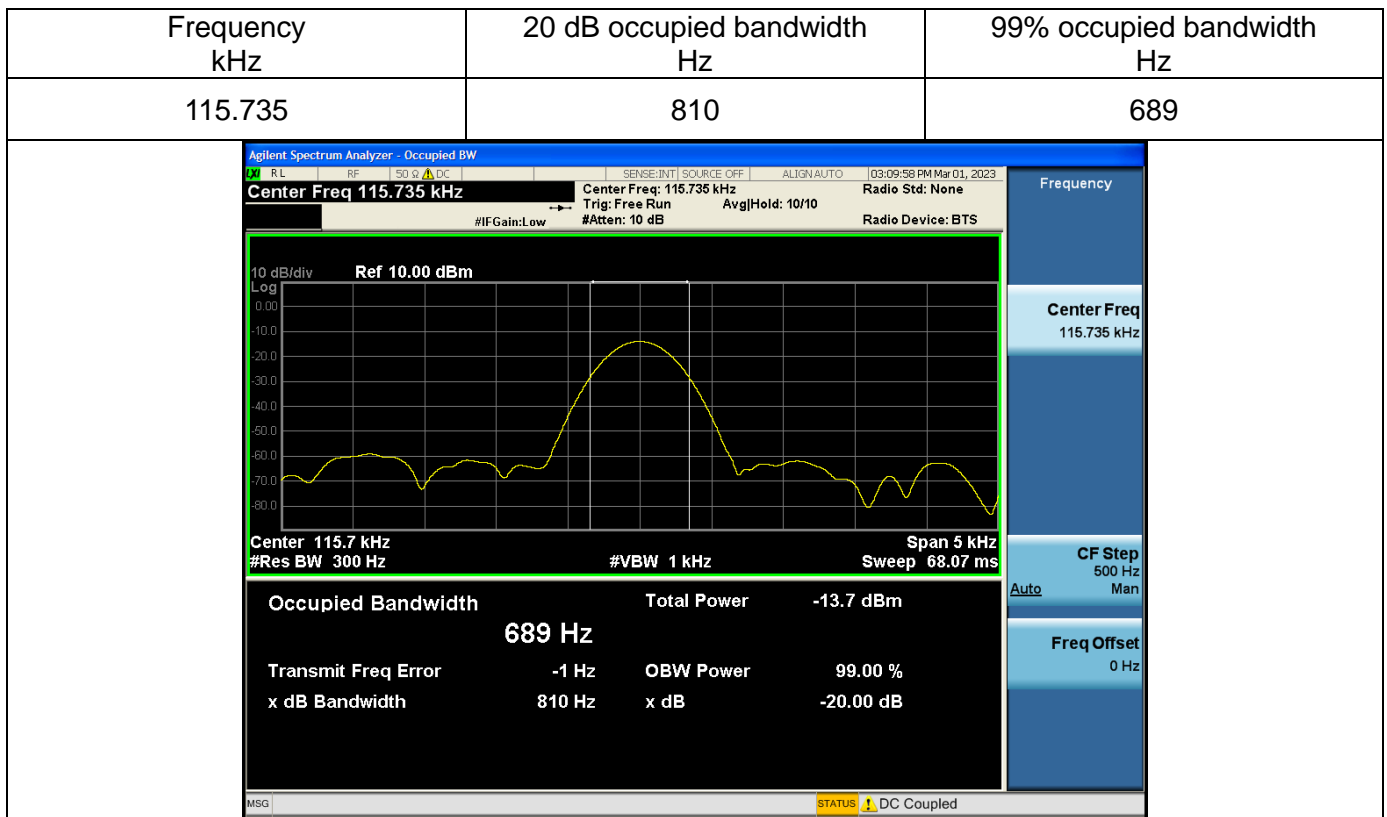 Frequency 20 dB occupied bandwidth 99% occupied bandwidth
kHz Hz Hz
115.735 810 689
Agilent Spectrum Analyzer - Occupied BW
LXI RL RF 50 Ω DC SENSE:INT SOURCE OFF ALIGN AUTO 03:09:58 PM Mar 01, 2023
Center Freq 115.735 kHz Center Freq: 115.735 kHz Radio Std: None
Trig: Free Run Avg|Hold: 10/10
#IFGain:Low #Atten: 10 dB Radio Device: BTS
10 dB/div Ref 10.00 dBm
Log
0.00
-10.0
-20.0
-30.0
-40.0
-50.0
-60.0
-70.0
-80.0
Center 115.7 kHz Span 5 kHz
#Res BW 300 Hz #VBW 1 kHz Sweep 68.07 ms
Occupied Bandwidth Total Power -13.7 dBm
689 Hz
Transmit Freq Error -1 Hz OBW Power 99.00 %
x dB Bandwidth 810 Hz x dB -20.00 dB
MSG STATUS DC Coupled
Frequency
Center Freq
115.735 kHz
CF Step
500 Hz
Auto Man
Freq Offset
0 Hz